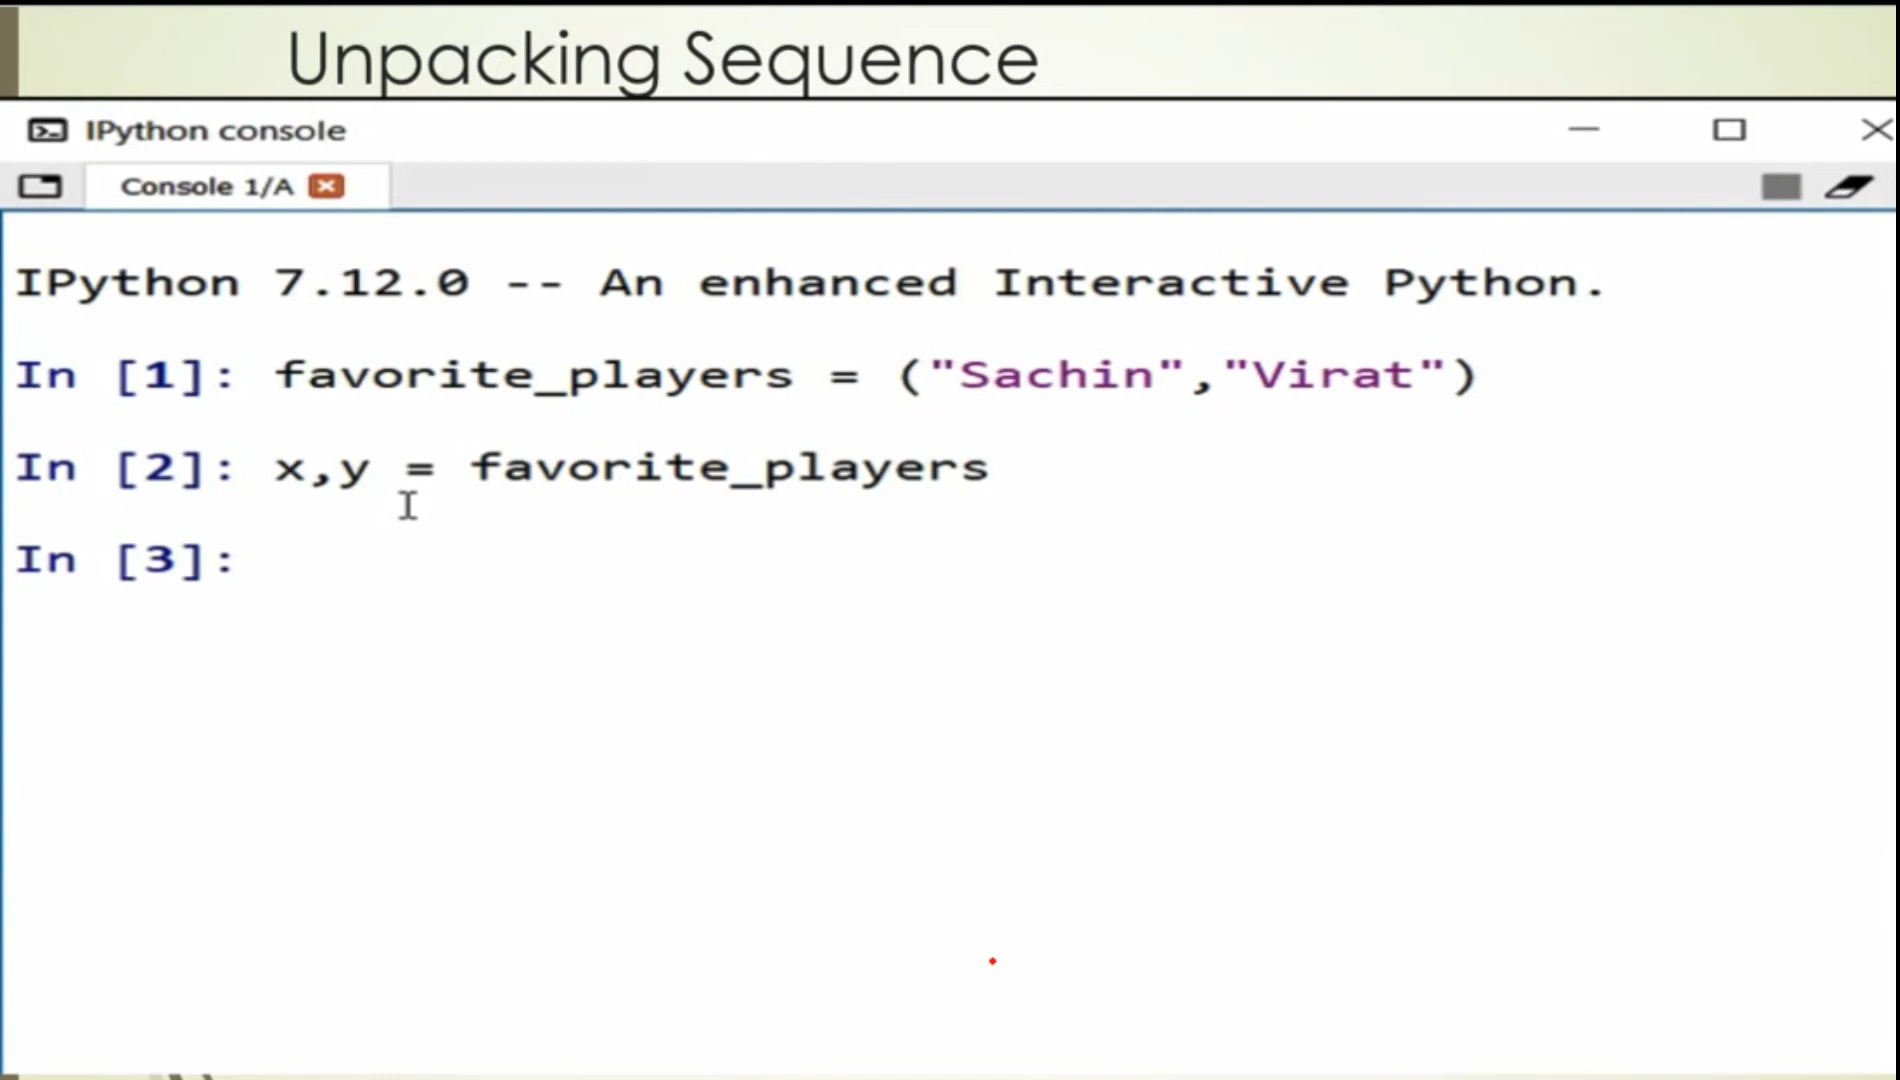 Unpacking Sequence
IPython console
Console 1/A
IPython 7.12.0 -- An enhanced Interactive Python.
In [1]: favorite_players = ("Sachin","Virat")
In [2]: x,y = favorite_players
In [3]: